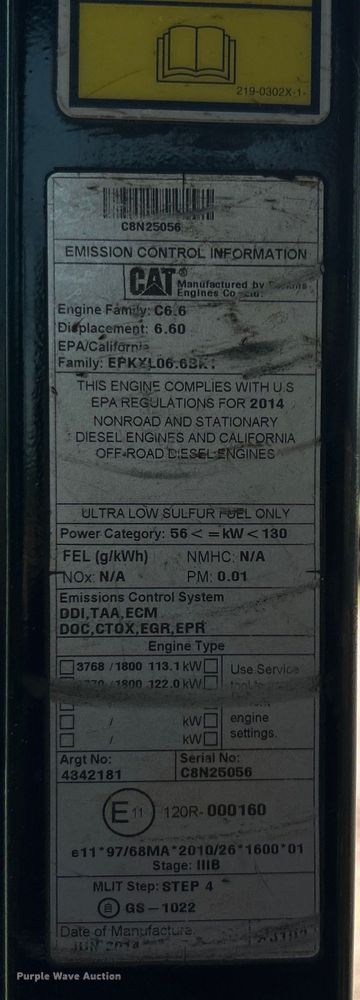 219-0302X-1-
C8N25056
EMISSION CONTROL INFORMATION
CAT® Manufactured by
Engines Co
Engine Family: C6.6
Displacement: 6.60
EPA/California
Family:
THIS ENGINE COMPLIES WITH U S
EPA REGULATIONS FOR 2014
NONROAD AND STATIONARY
DIESEL ENGINES AND CALIFORNIA
OFF-ROAD DIESEL ENGINES
ULTRA LOW SULFUR FUEL ONLY
Power Category: 56 < = kW < 130
FEL (g/kWh) NMHC: N/A
NOx: N/A PM: 0.01
Emissions Control System
DDI,TAA,ECM
DOC,CTOX,EGR,EPR
Engine Type
3768 / 1800 113.1 kW Use Service
/ 1800 122.0 kW
engine
/ kW settings.
/ kW
Argt No: Serial No:
4342181 C8N25056
E 11 120R-000160
e11*97/68MA*2010/26*1600*01
Stage: IIIB
MLIT Step: STEP 4
GS-1022
Date of Manufacture:
JUN 2014
Purple Wave Auction